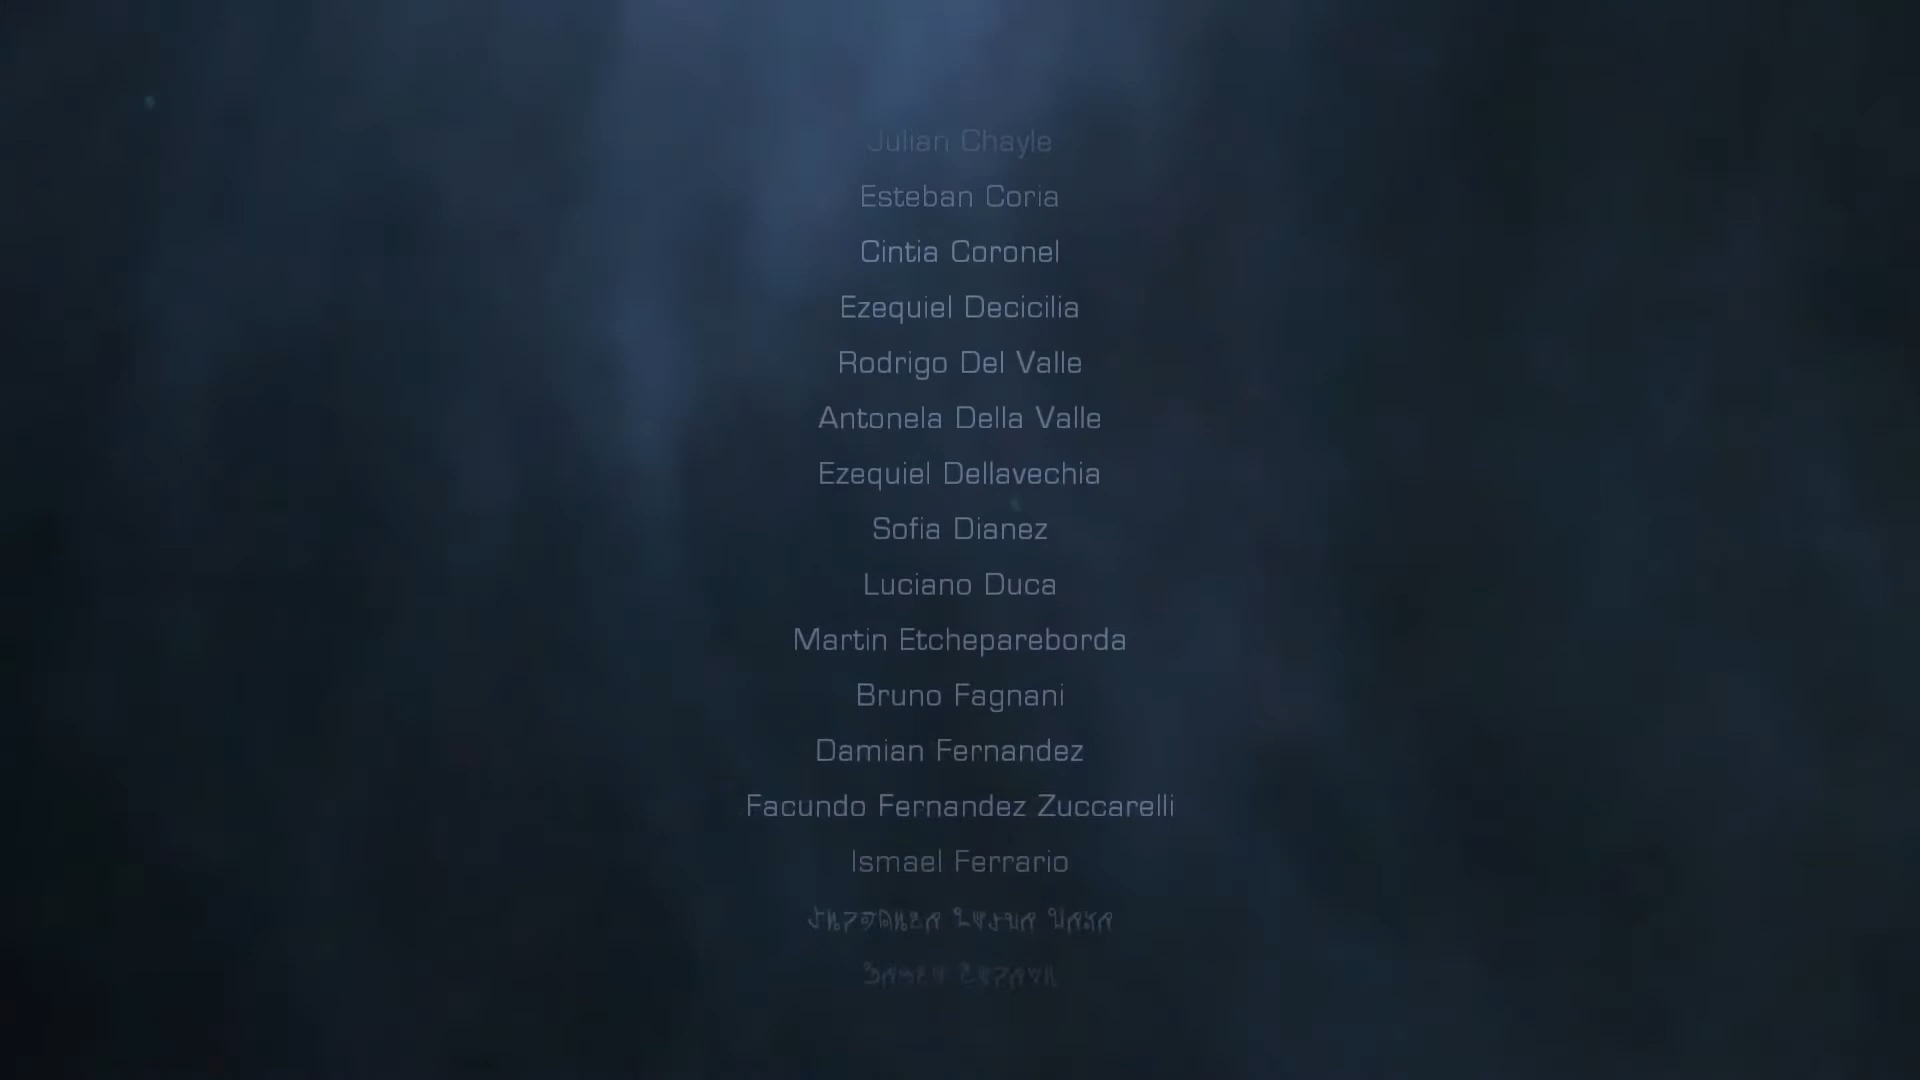 Julian Chayle
Esteban Coria
Cintia Coronel
Ezequiel Decicilia
Rodrigo Del Valle
Antonela Della Valle
Ezequiel Dellavechia
Sofia Dianez
Luciano Duca
Martin Etchepareborda
Bruno Fagnani
Damian Fernandez
Facundo Fernandez Zuccarelli
Ismael Ferrario